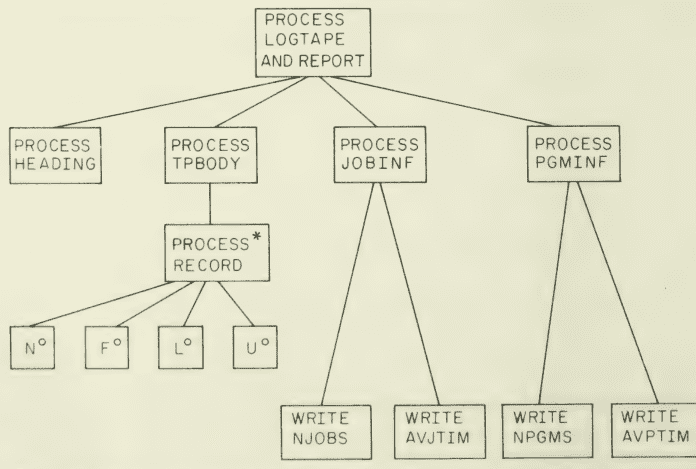 PROCESS
LOGTAPE
AND REPORT
PROCESS
HEADING
PROCESS
TPBODY
PROCESS
JOBINF
PROCESS
PGMINF
PROCESS*
RECORD
N°
F°
L°
U°
WRITE
NJOBS
WRITE
AVJTIM
WRITE
NPGMS
WRITE
AVPTIM